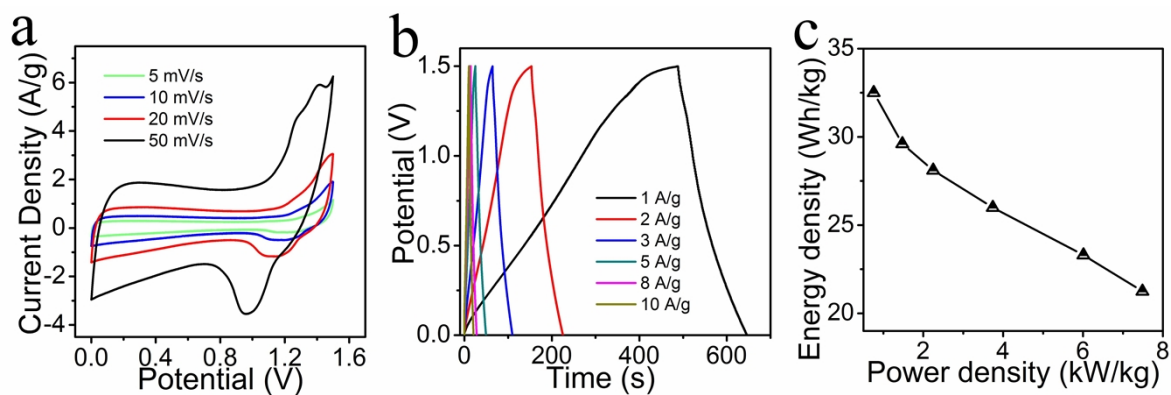 a
Current Density (A/g)
6
4
2
0
-2
-4
5 mV/s
10 mV/s
20 mV/s
50 mV/s
0.0 0.4 0.8 1.2 1.6
Potential (V)
b
Potential (V)
1.5
1.0
0.5
0.0
1 A/g
2 A/g
3 A/g
5 A/g
8 A/g
10 A/g
0 200 400 600
Time (s)
c
Energy density (Wh/kg)
35
30
25
20
2 4 6 8
Power density (kW/kg)